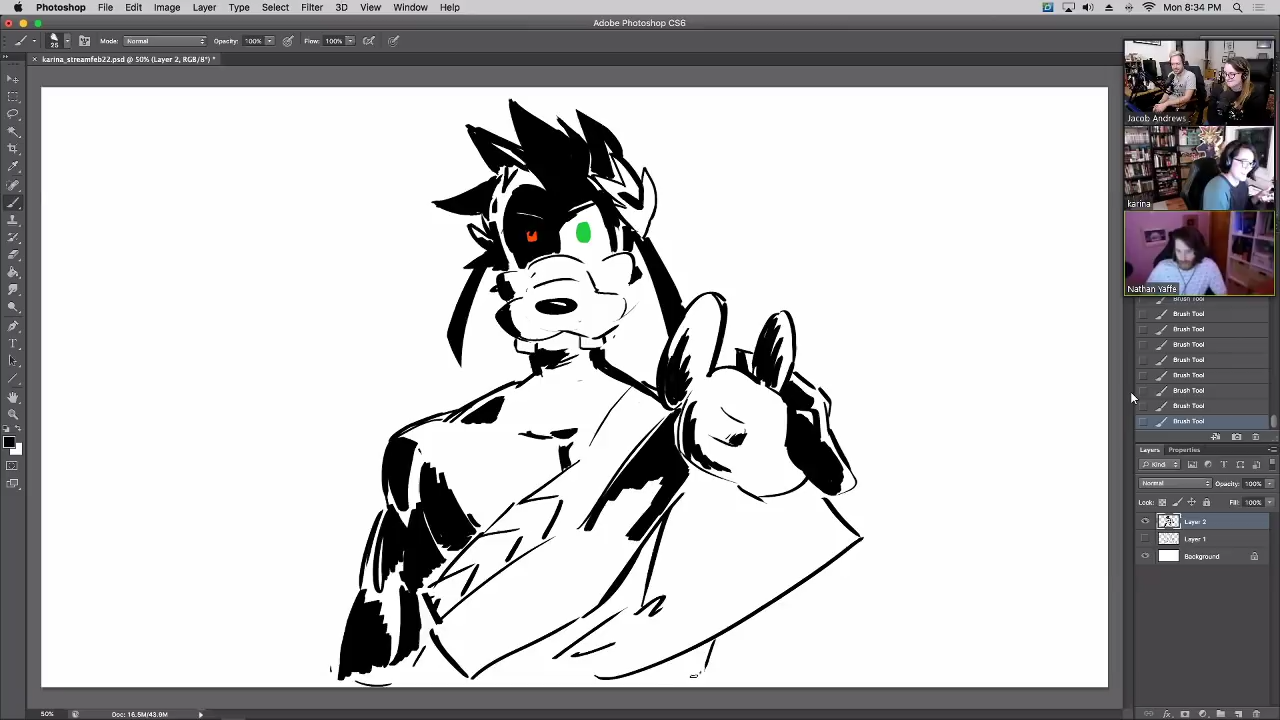 Photoshop File Edit Image Layer Type Select Filter 3D View Window Help Mon 8:34 PM
Adobe Photoshop CS6
25 Mode: Normal Opacity: 100% Flow: 100%
× karina_streamfeb22.psd @ 50% (Layer 2, RGB/8*) *
Jacob Andrews
karina
Nathan Yaffe
Brush Tool
Brush Tool
Brush Tool
Brush Tool
Brush Tool
Brush Tool
Brush Tool
Brush Tool
Brush Tool
Layers Properties
Kind
Normal Opacity: 100%
Lock: Fill: 100%
Layer 2
Layer 1
Background
50% Doc: 16.5M/43.9M